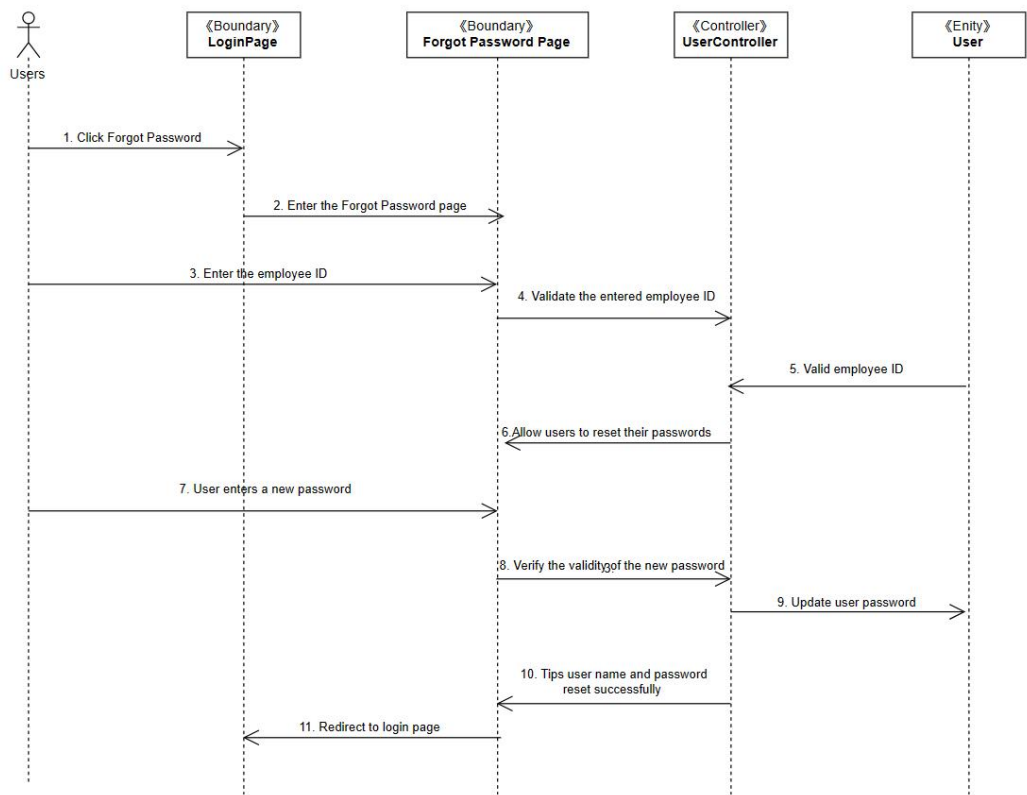 《Boundary》
LoginPage
《Boundary》
Forgot Password Page
《Controller》
UserController
《Enity》
User
Users
1. Click Forgot Password
2. Enter the Forgot Password page
3. Enter the employee ID
4. Validate the entered employee ID
5. Valid employee ID
6.Allow users to reset their passwords
7. User enters a new password
8. Verify the validity of the new password
9. Update user password
10. Tips user name and password
reset successfully
11. Redirect to login page